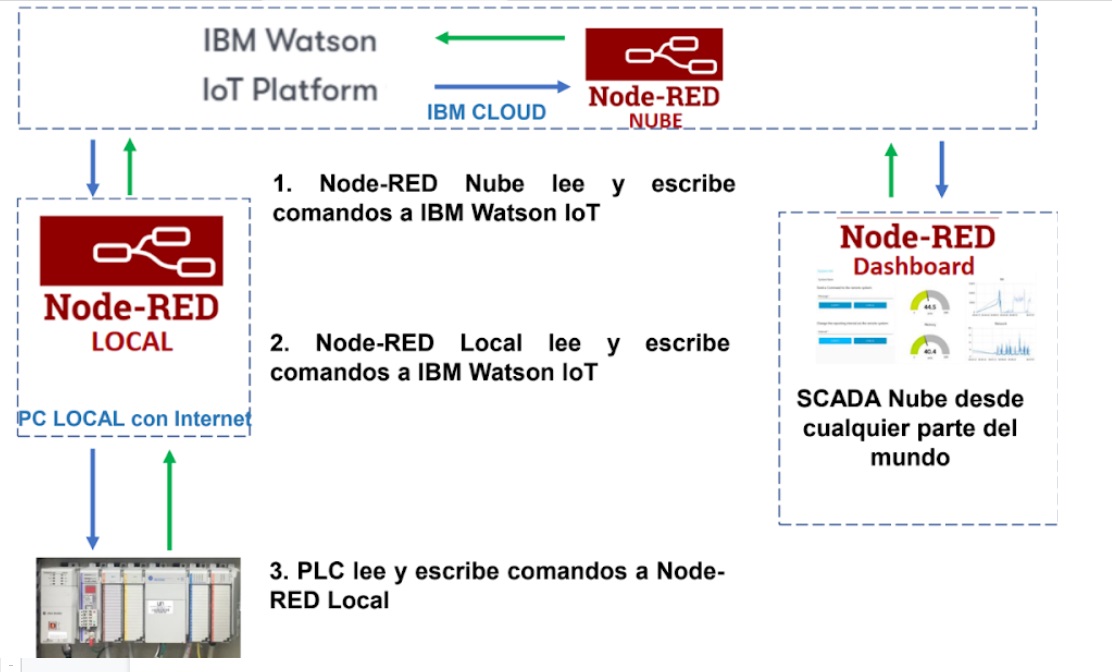 IBM Watson
IoT Platform
IBM CLOUD
Node-RED
NUBE
1. Node-RED Nube lee y escribe
comandos a IBM Watson IoT
Node-RED
LOCAL
PC LOCAL con Internet
2. Node-RED Local lee y escribe
comandos a IBM Watson IoT
Node-RED
Dashboard
44.5
40.4
SCADA Nube desde
cualquier parte del
mundo
3. PLC lee y escribe comandos a Node-
RED Local